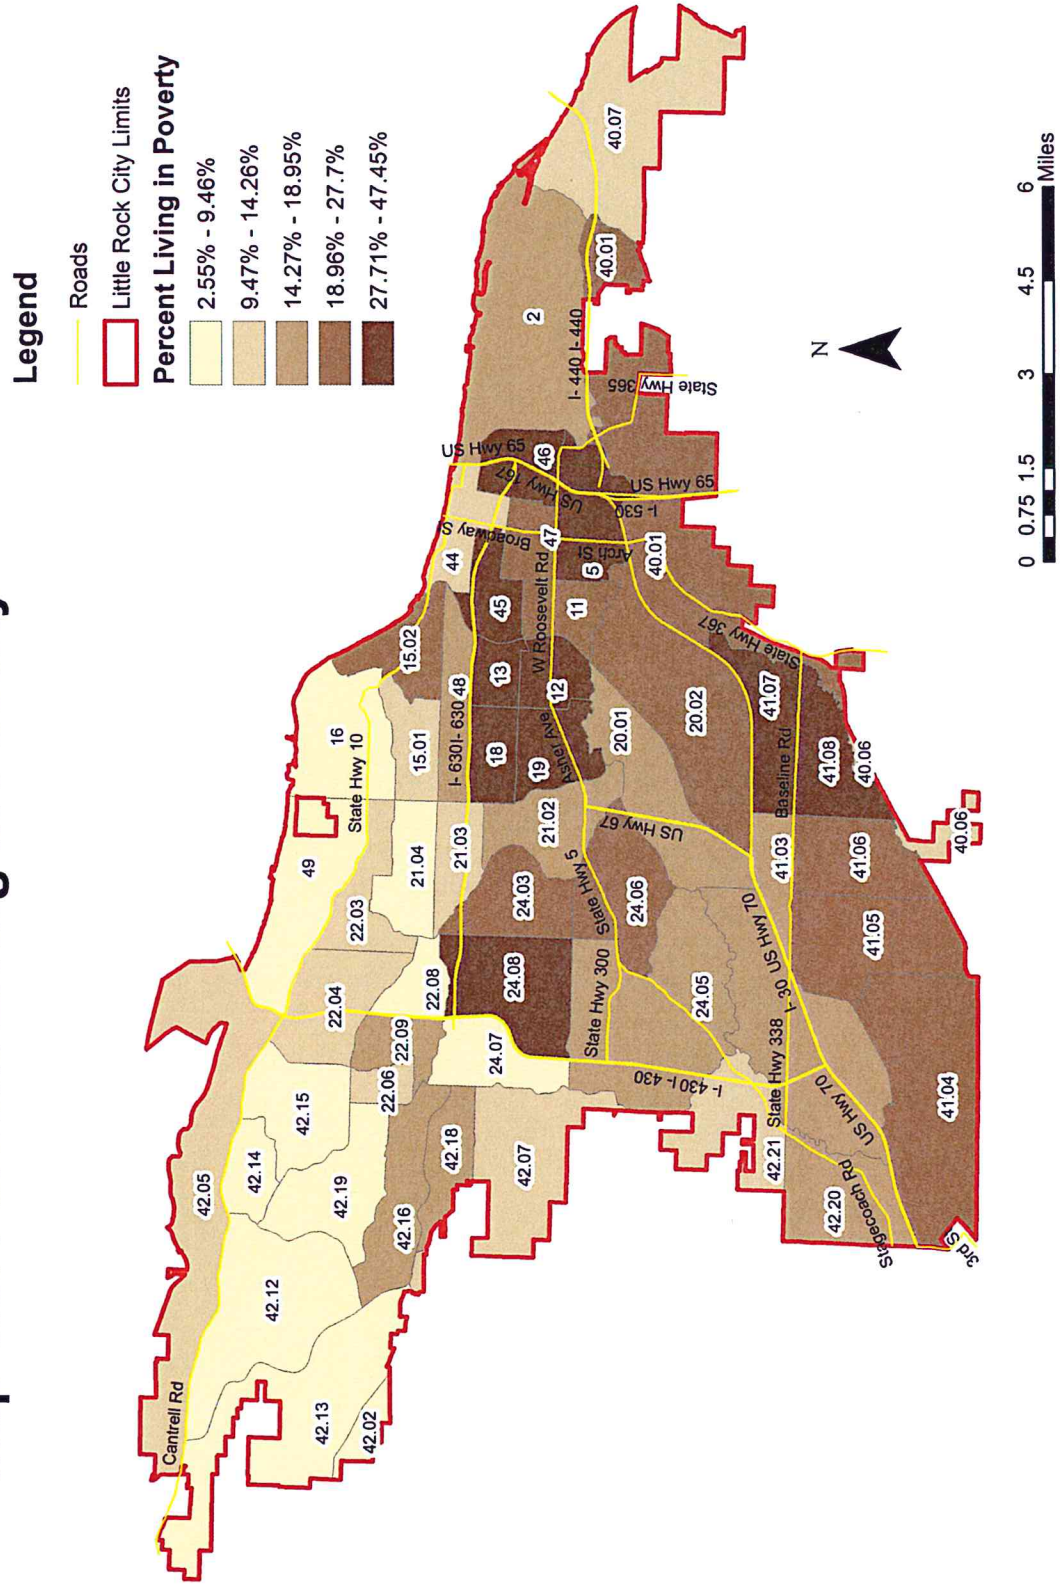 Legend
Roads
Little Rock City Limits
Percent Living in Poverty
2.55% - 9.46%
9.47% - 14.26%
14.27% - 18.95%
18.96% - 27.7%
27.71% - 47.45%
Cantrell Rd
42.05
42.12
42.13
42.02
42.14
42.15
42.19
42.16
42.18
42.07
22.06
22.09
22.04
22.03
22.08
24.07
49
State Hwy 10
16
21.04
15.01
15.02
21.03
I- 630 I- 630
48
44
Broadway S
US Hwy 65
US Hwy 167
24.08
24.03
21.02
18
13
45
19
12
Asher Ave
W Roosevelt Rd
47
46
11
5
Arch St
2
I- 440 I- 440
40.01
40.07
State Hwy 365
US Hwy 65
I- 530
40.01
State Hwy 5
State Hwy 300
24.06
24.05
US Hwy 67
20.01
20.02
State Hwy 367
I- 430 I- 430
State Hwy 338
I- 30 US Hwy 70
US Hwy 70
41.03
Baseline Rd
41.07
41.08
40.06
40.06
41.06
41.05
41.04
42.21
42.20
Stagecoach Rd
3rd S
N
0 0.75 1.5 3 4.5 6
Miles